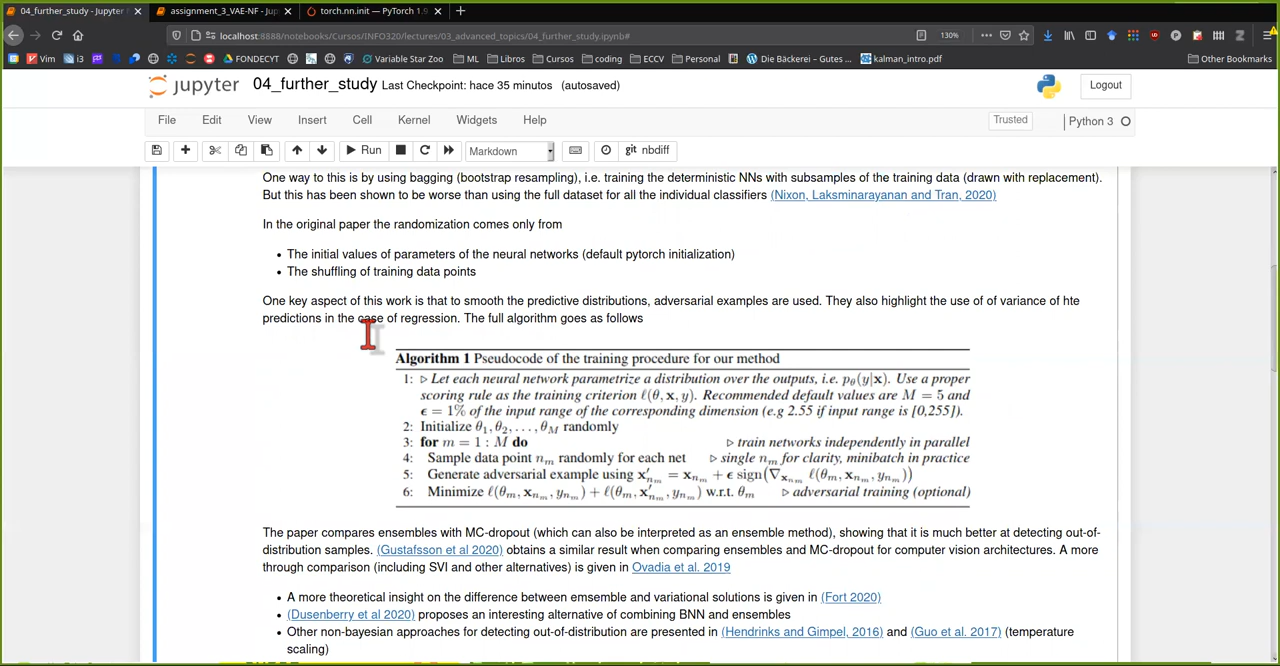 04_further_study - Jupyter N
assignment_3_VAE-NF - Jup
torch.nn.init — PyTorch 1.9
localhost:8888/notebooks/Cursos/INFO320/lectures/03_advanced_topics/04_further_study.ipynb#
130%
Vim
i3
FONDECYT
Variable Star Zoo
ML
Libros
Cursos
coding
ECCV
Personal
Die Bäckerei – Gutes ...
kalman_intro.pdf
Other Bookmarks
jupyter 04_further_study Last Checkpoint: hace 35 minutos (autosaved)
Logout
File Edit View Insert Cell Kernel Widgets Help
Trusted
Python 3
Run
Markdown
git nbdiff
One way to this is by using bagging (bootstrap resampling), i.e. training the deterministic NNs with subsamples of the training data (drawn with replacement).
But this has been shown to be worse than using the full dataset for all the individual classifiers (Nixon, Laksminarayanan and Tran, 2020)
In the original paper the randomization comes only from
• The initial values of parameters of the neural networks (default pytorch initialization)
• The shuffling of training data points
One key aspect of this work is that to smooth the predictive distributions, adversarial examples are used. They also highlight the use of of variance of hte
predictions in the case of regression. The full algorithm goes as follows
Algorithm 1 Pseudocode of the training procedure for our method
1: ▷ Let each neural network parametrize a distribution over the outputs, i.e. pθ(y|x). Use a proper
scoring rule as the training criterion ℓ(θ, x, y). Recommended default values are M = 5 and
ϵ = 1% of the input range of the corresponding dimension (e.g 2.55 if input range is [0,255]).
2: Initialize θ1, θ2, . . . , θM randomly
3: for m = 1 : M do ▷ train networks independently in parallel
4: Sample data point nm randomly for each net ▷ single nm for clarity, minibatch in practice
5: Generate adversarial example using x′nm = xnm + ϵ sign(∇xnm ℓ(θm, xnm, ynm))
6: Minimize ℓ(θm, xnm, ynm) + ℓ(θm, x′nm, ynm) w.r.t. θm ▷ adversarial training (optional)
The paper compares ensembles with MC-dropout (which can also be interpreted as an ensemble method), showing that it is much better at detecting out-of-
distribution samples. (Gustafsson et al 2020) obtains a similar result when comparing ensembles and MC-dropout for computer vision architectures. A more
through comparison (including SVI and other alternatives) is given in Ovadia et al. 2019
• A more theoretical insight on the difference between emsemble and variational solutions is given in (Fort 2020)
• (Dusenberry et al 2020) proposes an interesting alternative of combining BNN and ensembles
• Other non-bayesian approaches for detecting out-of-distribution are presented in (Hendrinks and Gimpel, 2016) and (Guo et al. 2017) (temperature
scaling)